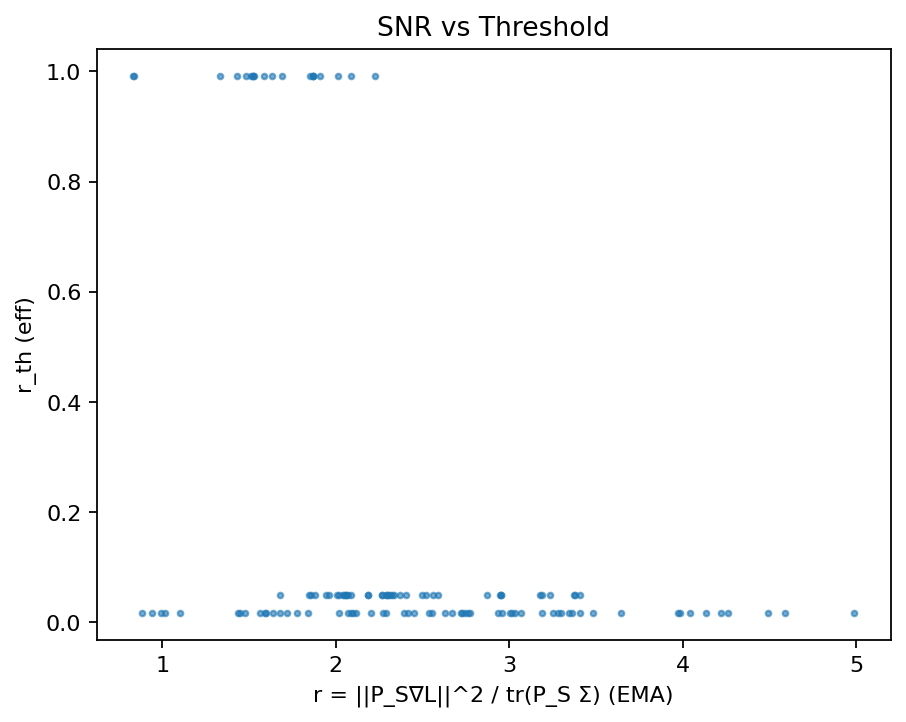 SNR vs Threshold
1.0
0.8
0.6
0.4
0.2
0.0
r_th (eff)
1 2 3 4 5
r = ||P_S∇L||^2 / tr(P_S Σ) (EMA)